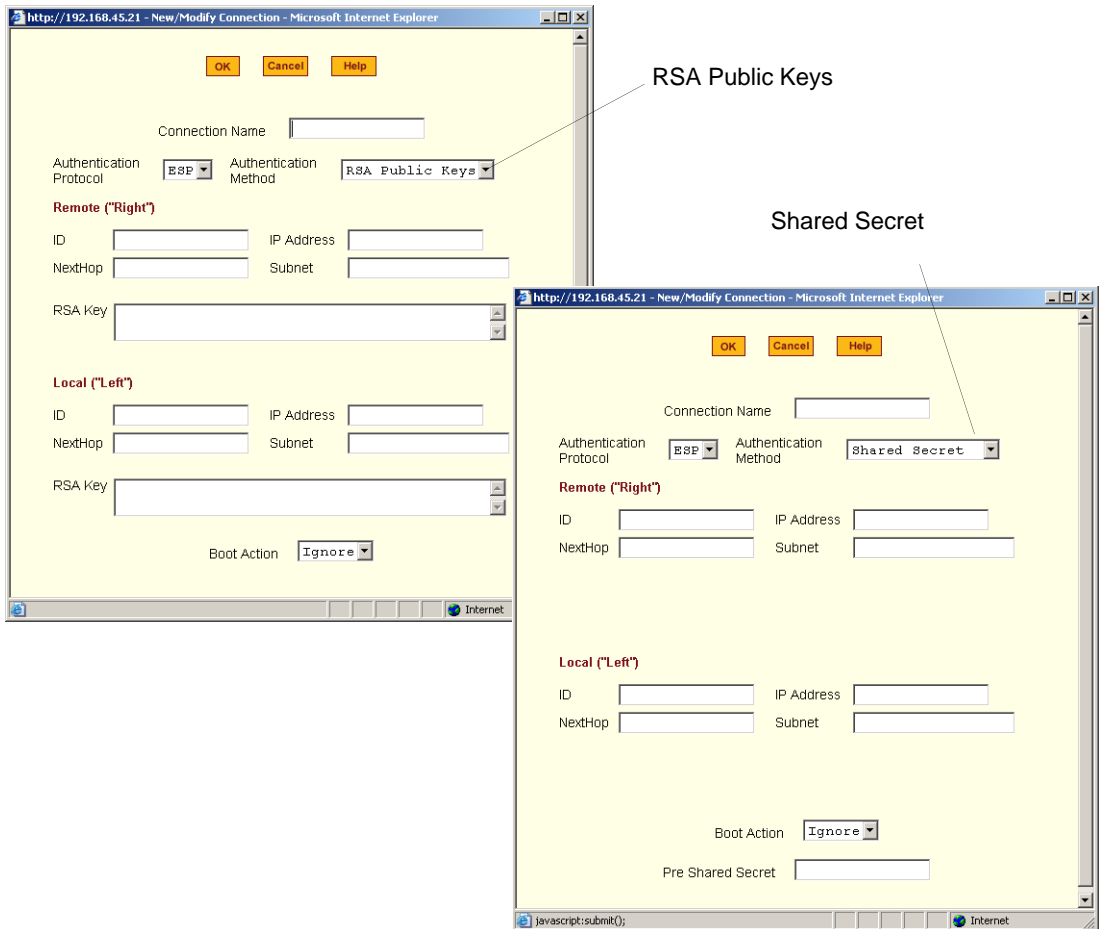 http://192.168.45.21 - New/Modify Connection - Microsoft Internet Explorer
OK Cancel Help
Connection Name
Authentication Protocol ESP Authentication Method RSA Public Keys
Remote ("Right")
ID IP Address
NextHop Subnet
RSA Key
Local ("Left")
ID IP Address
NextHop Subnet
RSA Key
Boot Action Ignore
Internet
RSA Public Keys
Shared Secret
http://192.168.45.21 - New/Modify Connection - Microsoft Internet Explorer
OK Cancel Help
Connection Name
Authentication Protocol ESP Authentication Method Shared Secret
Remote ("Right")
ID IP Address
NextHop Subnet
Local ("Left")
ID IP Address
NextHop Subnet
Boot Action Ignore
Pre Shared Secret
javascript:submit(); Internet